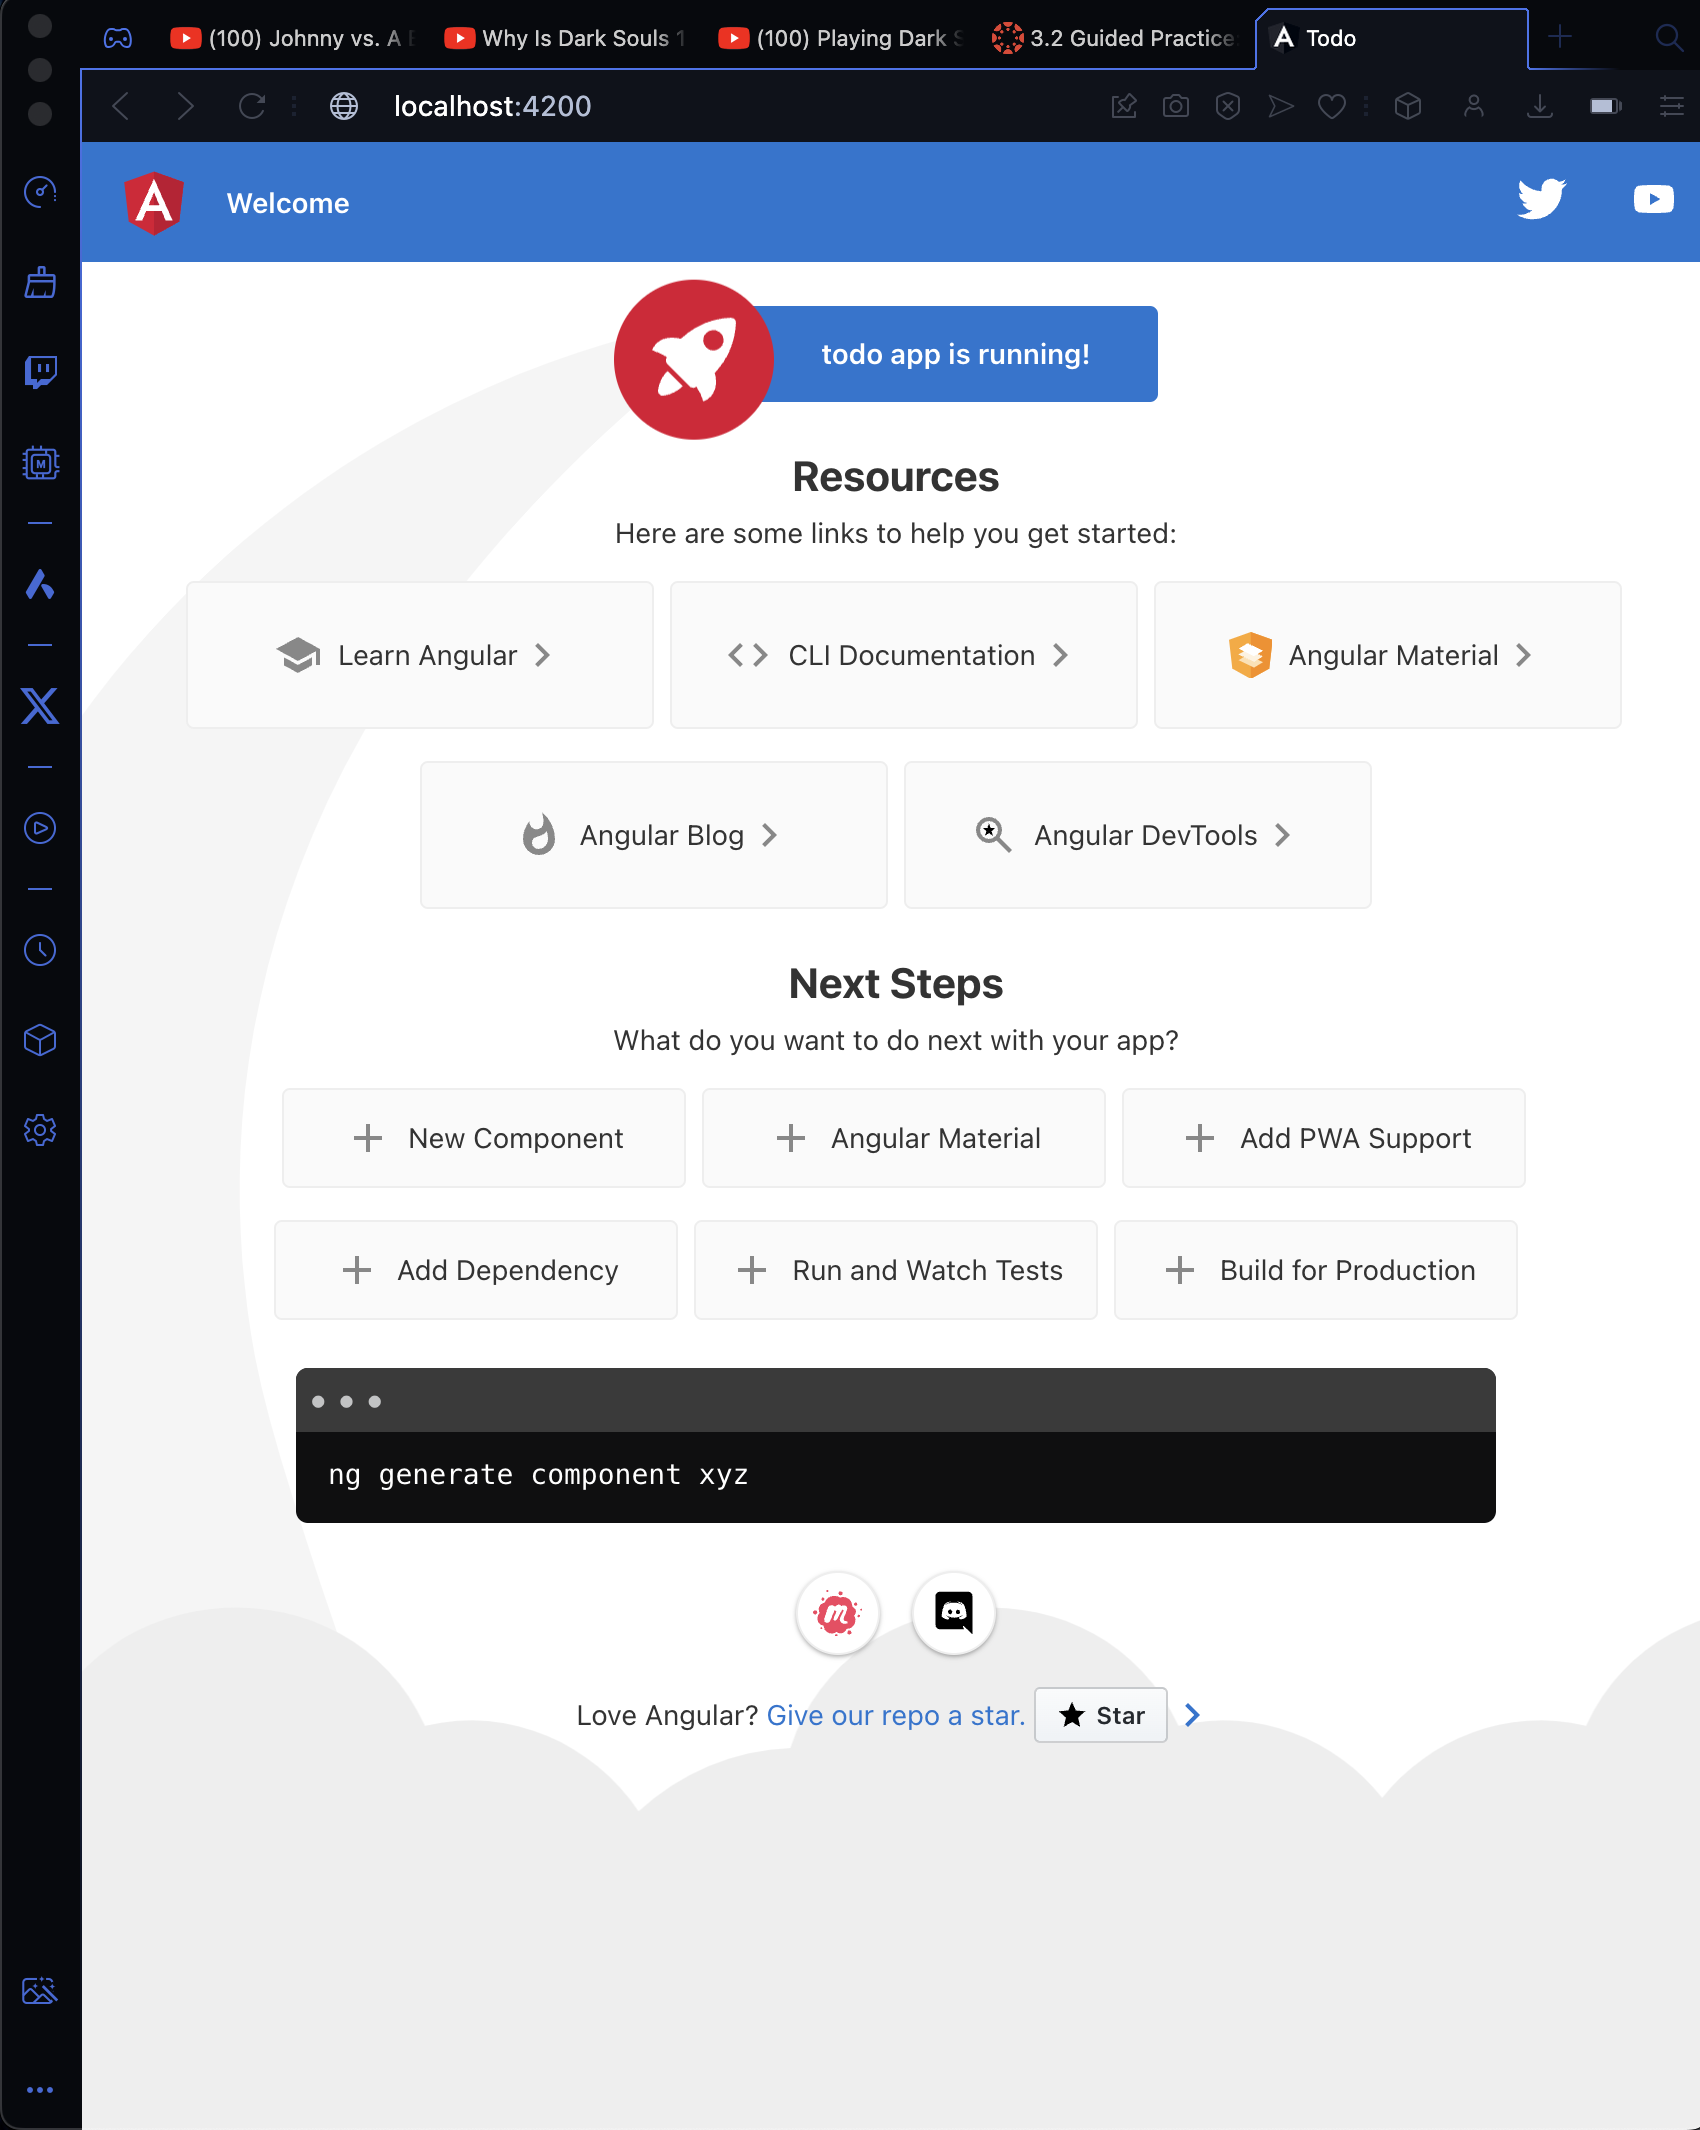 (100) Johnny vs. A
Why Is Dark Souls 1
(100) Playing Dark S
3.2 Guided Practice
Todo
localhost:4200
Welcome
todo app is running!
Resources
Here are some links to help you get started:
Learn Angular
CLI Documentation
Angular Material
Angular Blog
Angular DevTools
Next Steps
What do you want to do next with your app?
New Component
Angular Material
Add PWA Support
Add Dependency
Run and Watch Tests
Build for Production
ng generate component xyz
Love Angular? Give our repo a star. Star